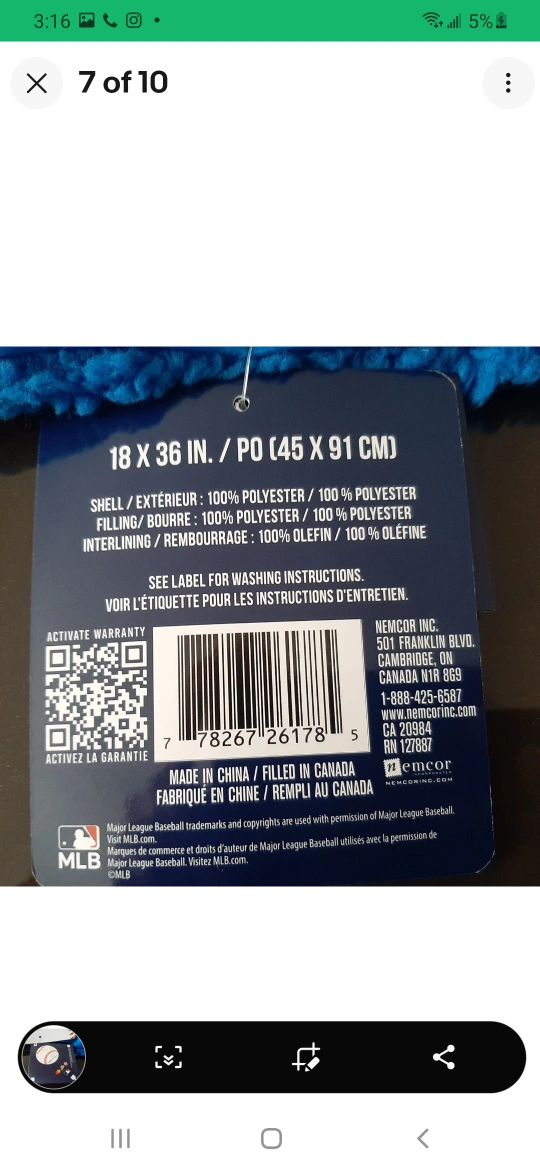 3:16
5%
7 of 10
18 X 36 IN. / PO (45 X 91 CM)
SHELL / EXTÉRIEUR : 100% POLYESTER / 100 % POLYESTER
FILLING/ BOURRE : 100% POLYESTER / 100 % POLYESTER
INTERLINING / REMBOURRAGE : 100% OLEFIN / 100 % OLÉFINE
SEE LABEL FOR WASHING INSTRUCTIONS.
VOIR L'ÉTIQUETTE POUR LES INSTRUCTIONS D'ENTRETIEN.
ACTIVATE WARRANTY
ACTIVEZ LA GARANTIE
7 78267 26178 5
NEMCOR INC.
501 FRANKLIN BLVD.
CAMBRIDGE, ON
CANADA N1R 8G9
1-888-425-6587
www.nemcorinc.com
CA 20984
RN 127887
nemcor
INCORPORATED
NEMCORINC.COM
MADE IN CHINA / FILLED IN CANADA
FABRIQUÉ EN CHINE / REMPLI AU CANADA
MLB
Major League Baseball trademarks and copyrights are used with permission of Major League Baseball.
Visit MLB.com.
Marques de commerce et droits d'auteur de Major League Baseball utilisés avec la permission de
Major League Baseball. Visitez MLB.com.
©MLB